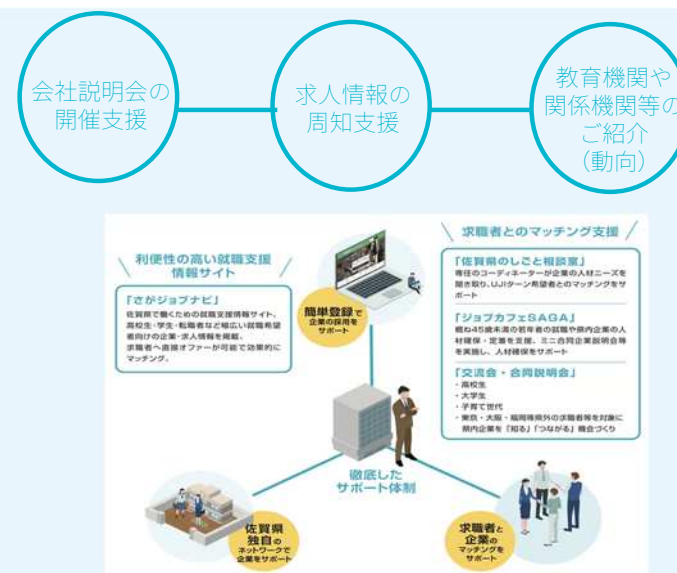 会社説明会の
開催支援
求人情報の
周知支援
教育機関や
関係機関等の
ご紹介
(動向)
利便性の高い就職支援
情報サイト
「さがジョブナビ」
佐賀県で働くための就職支援情報サイト、
高校生・学生・転職者など幅広い就職希望
者向けの企業・求人情報を掲載。
求職者へ直接オファーが可能で効果的に
マッチング。
簡単登録で
企業の採用を
サポート
求職者とのマッチング支援
「佐賀県のしごと相談室」
専任のコーディネーターが企業の人材ニーズを
聞き取り、UJIターン希望者とのマッチングをサ
ポート
「ジョブカフェSAGA」
概ね45歳未満の若年者の就職や県内企業の人
材確保・定着を支援、ミニ合同企業説明会等
を実施し、人材確保をサポート
「交流会・合同説明会」
・高校生
・大学生
・子育て世代
・東京・大阪・福岡等県外の求職者等を対象に
県内企業を「知る」「つながる」機会づくり
徹底した
サポート体制
佐賀県
独自の
ネットワークで
企業をサポート
求職者と
企業の
マッチングを
サポート